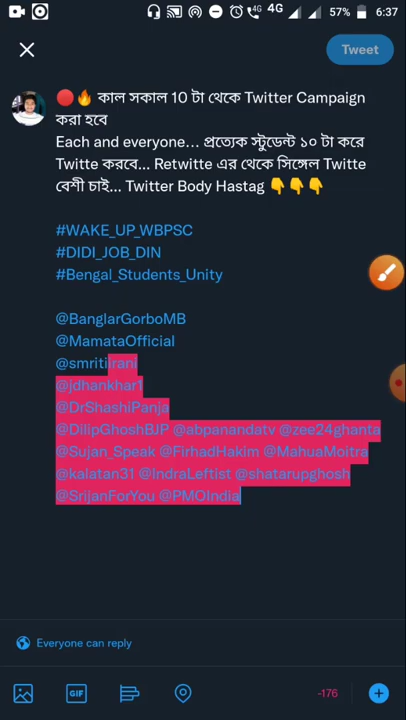 4G 4G 57% 6:37
Tweet
🔴🔥 কাল সকাল 10 টা থেকে Twitter Campaign
করা হবে
Each and everyone... প্রত্যেক স্টুডেন্ট ১০ টা করে
Twitte করবে... Retwitte এর থেকে সিঙ্গেল Twitte
বেশী চাই... Twitter Body Hastag 👇👇👇
#WAKE_UP_WBPSC
#DIDI_JOB_DIN
#Bengal_Students_Unity
@BanglarGorboMB
@MamataOfficial
@smritiirani
@jdhankhar1
@DrShashiPanja
@DilipGhoshBJP @abpanandatv @zee24ghanta
@Sujan_Speak @FirhadHakim @MahuaMoitra
@kalatan31 @IndraLeftist @shatarupghosh
@SrijanForYou @PMOIndia
Everyone can reply
GIF -176